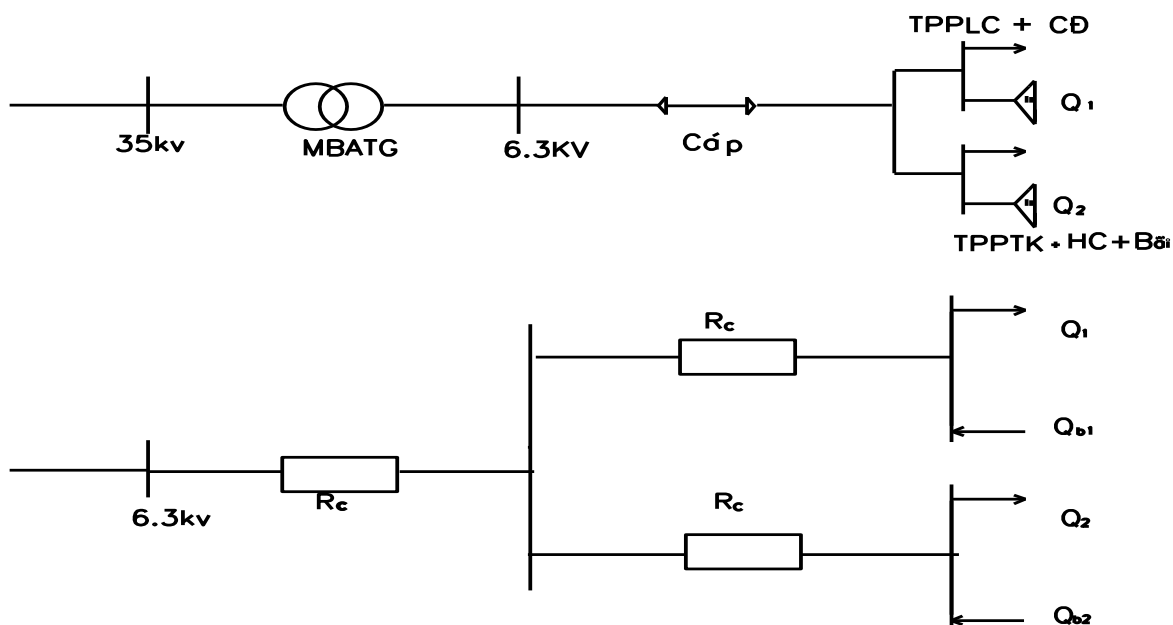 TPPLC + CĐ
Q1
35kv
MBATG
6.3KV
Cáp
Q2
TPPTK + HC + Bãi
Rc
Q1
Qb1
Rc
6.3kv
Rc
Q2
Qb2